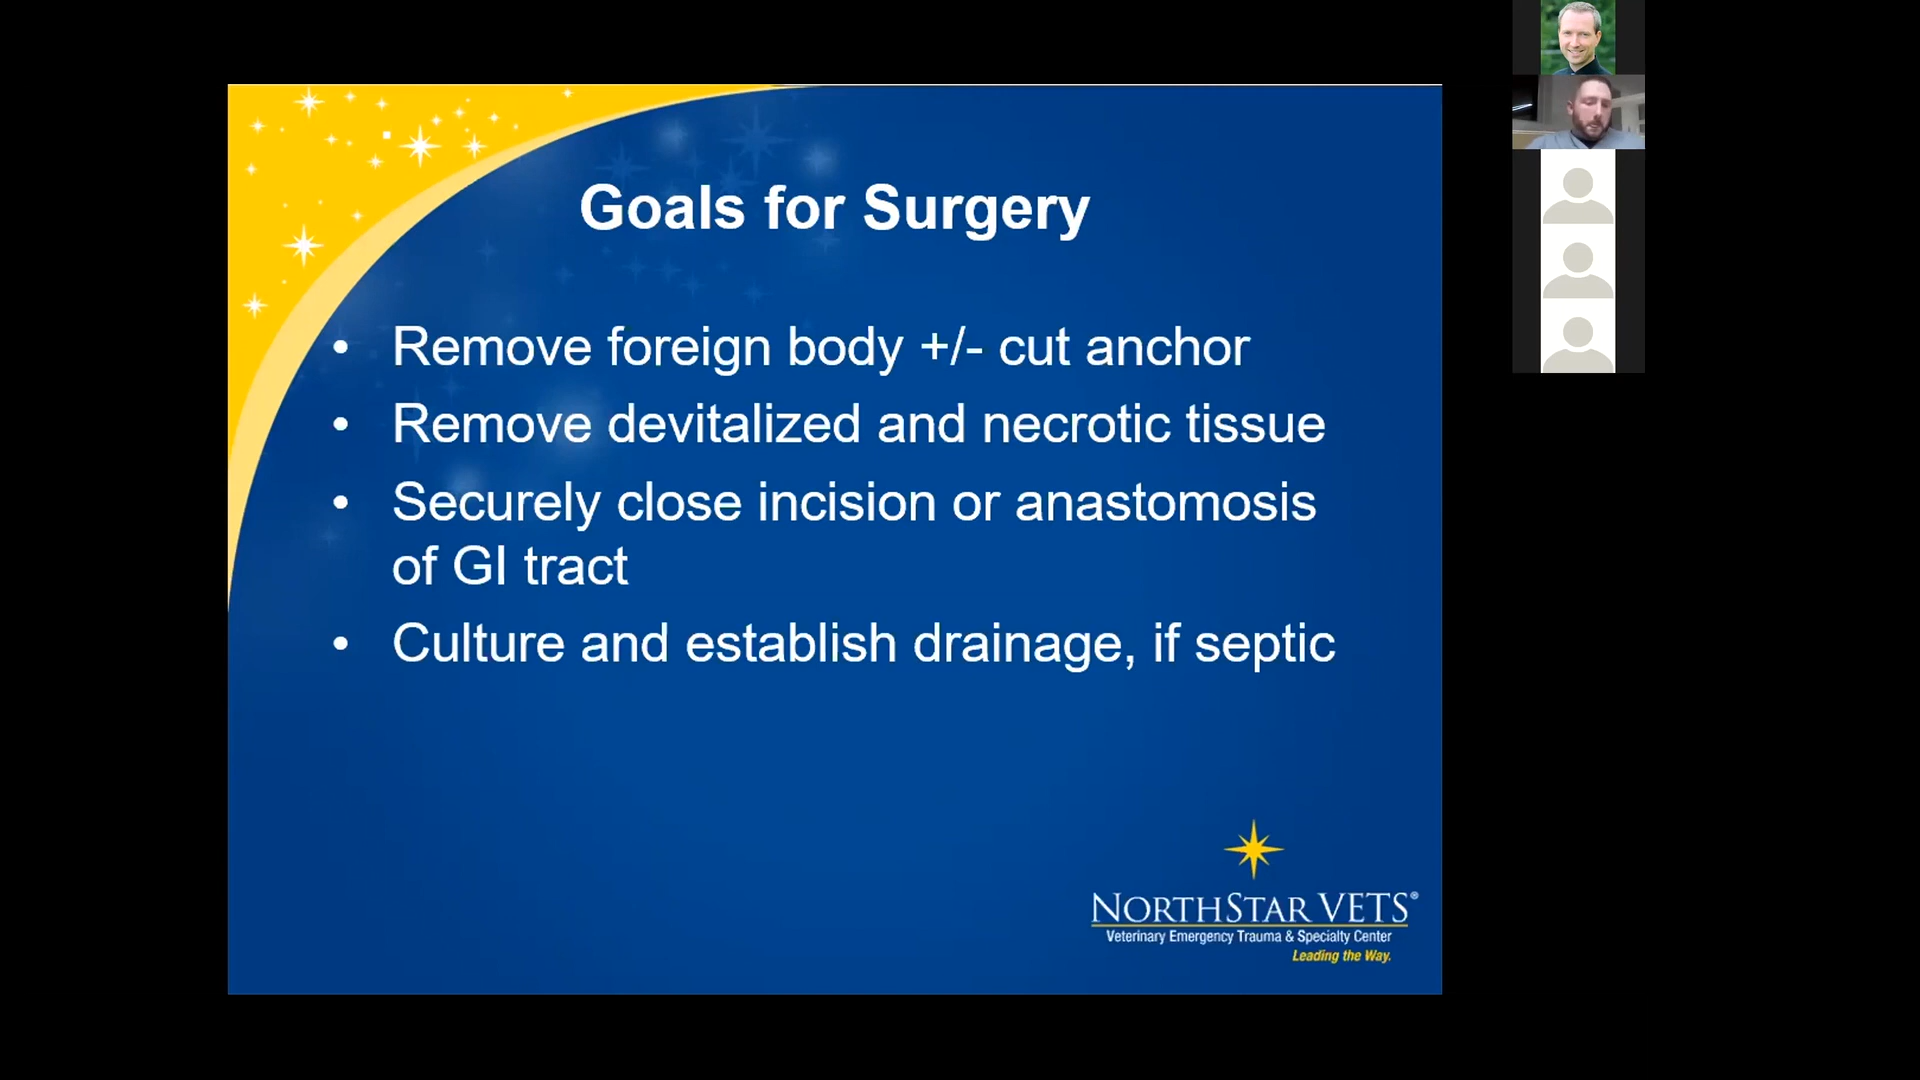 Goals for Surgery
• Remove foreign body +/- cut anchor
• Remove devitalized and necrotic tissue
• Securely close incision or anastomosis
of GI tract
• Culture and establish drainage, if septic
NORTHSTAR VETS®
Veterinary Emergency Trauma & Specialty Center
Leading the Way.